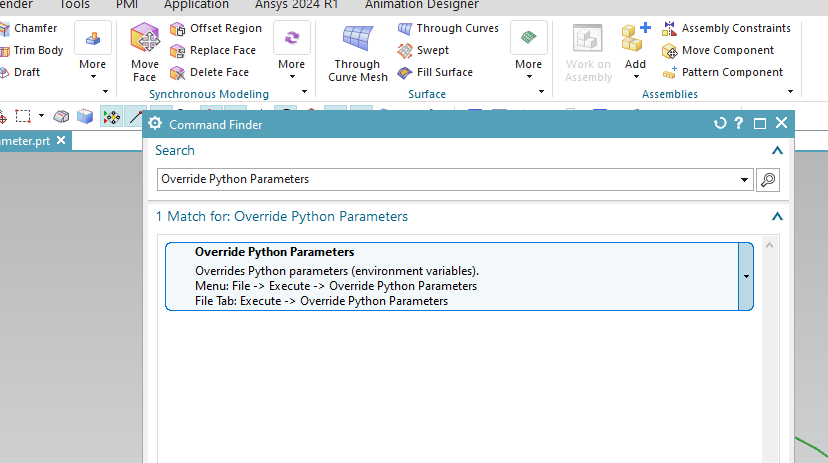 ender Tools PMI Application Ansys 2024 R1 Animation Designer
Chamfer
Trim Body
Draft
More
Move Face
Offset Region
Replace Face
Delete Face
More
Synchronous Modeling
Through Curve Mesh
Through Curves
Swept
Fill Surface
More
Surface
Work on Assembly
Add
Assembly Constraints
Move Component
Pattern Component
Assemblies
meter.prt
Command Finder
Search
Override Python Parameters
1 Match for: Override Python Parameters
Override Python Parameters
Overrides Python parameters (environment variables).
Menu: File -> Execute -> Override Python Parameters
File Tab: Execute -> Override Python Parameters